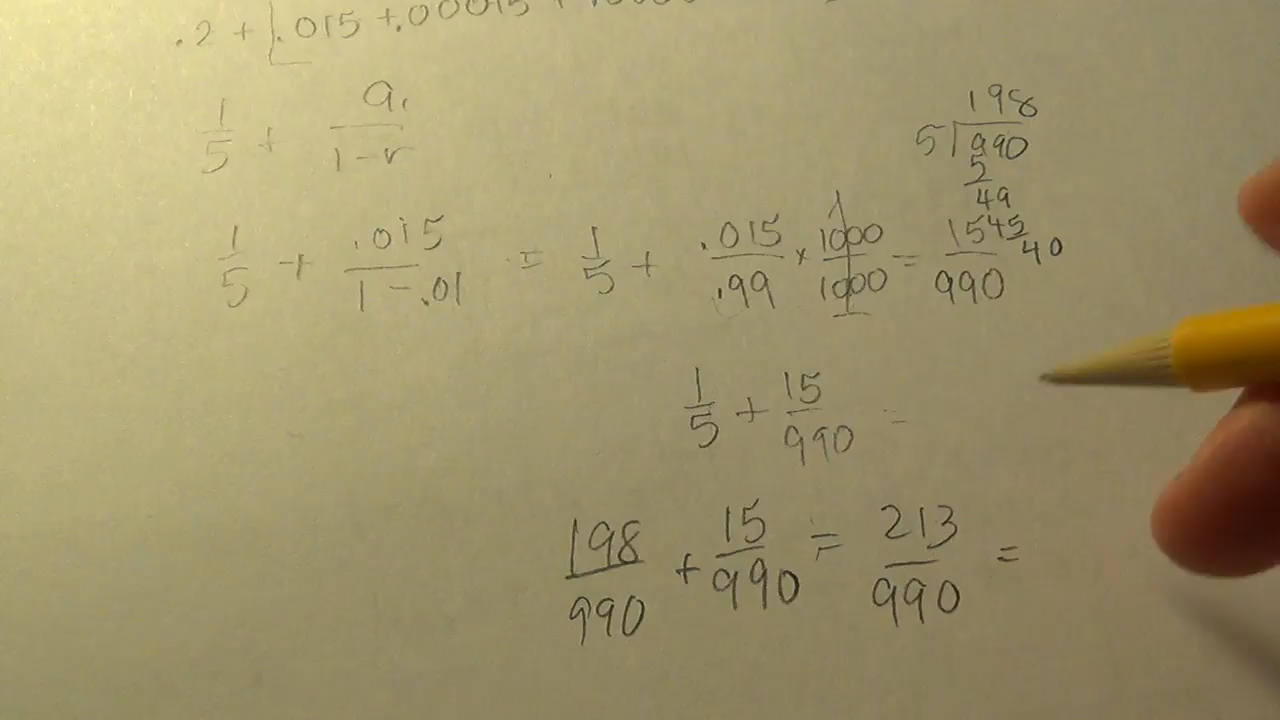 .2 + [.015 + .00015 +
1/5 + a₁/(1-r)
198
5 | 990
5
49
45
40
1/5 + .015/(1-.01) = 1/5 + .015/.99 × 1000/1000 = 15/990
1/5 + 15/990 =
198/990 + 15/990 = 213/990 =